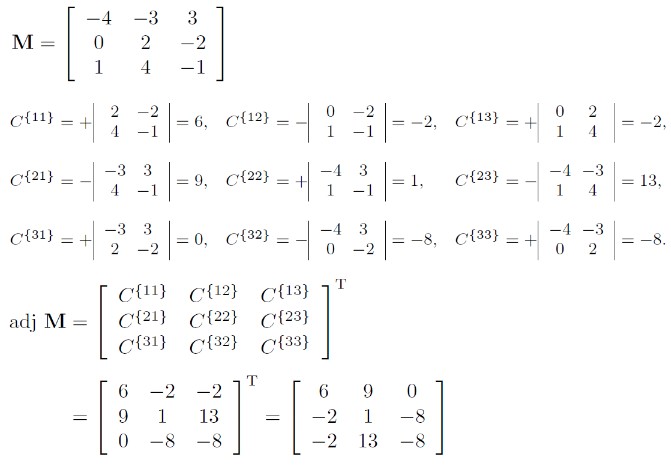 M = [ −4 −3 3
0 2 −2
1 4 −1 ]
C{11} = +| 2 −2 | = 6, C{12} = −| 0 −2 | = −2, C{13} = +| 0 2 | = −2,
4 −1 1 −1 1 4
C{21} = −| −3 3 | = 9, C{22} = +| −4 3 | = 1, C{23} = −| −4 −3 | = 13,
4 −1 1 −1 1 4
C{31} = +| −3 3 | = 0, C{32} = −| −4 3 | = −8, C{33} = +| −4 −3 | = −8.
2 −2 0 −2 0 2
adj M = [ C{11} C{12} C{13}
C{21} C{22} C{23}
C{31} C{32} C{33} ]T
= [ 6 −2 −2 ]T = [ 6 9 0 ]
9 1 13 −2 1 −8
0 −8 −8 −2 13 −8